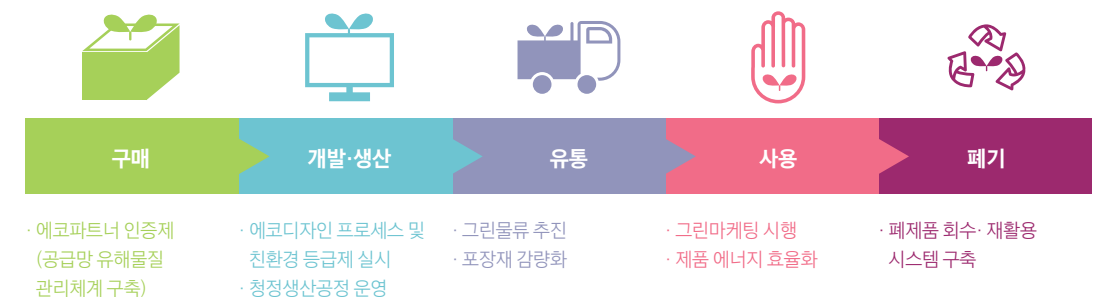 구매
개발·생산
유통
사용
폐기
· 에코파트너 인증제
(공급망 유해물질
관리체계 구축)
· 에코디자인 프로세스 및
친환경 등급제 실시
· 청정생산공정 운영
· 그린물류 추진
· 포장재 감량화
· 그린마케팅 시행
· 제품 에너지 효율화
· 폐제품 회수· 재활용
시스템 구축